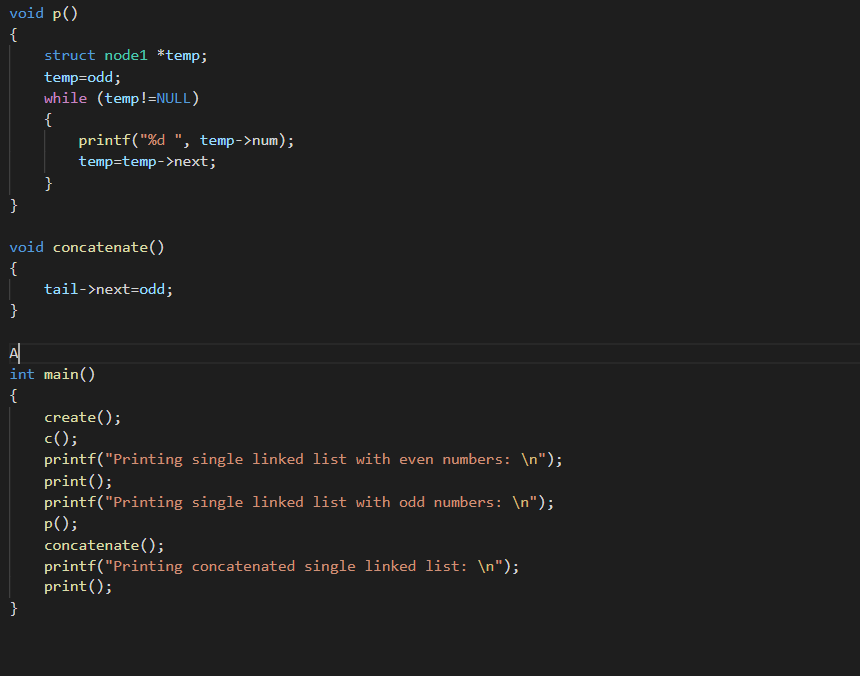 void p()
{
    struct node1 *temp;
    temp=odd;
    while (temp!=NULL)
    {
        printf("%d ", temp->num);
        temp=temp->next;
    }
}

void concatenate()
{
    tail->next=odd;
}

A
int main()
{
    create();
    c();
    printf("Printing single linked list with even numbers: \n");
    print();
    printf("Printing single linked list with odd numbers: \n");
    p();
    concatenate();
    printf("Printing concatenated single linked list: \n");
    print();
}